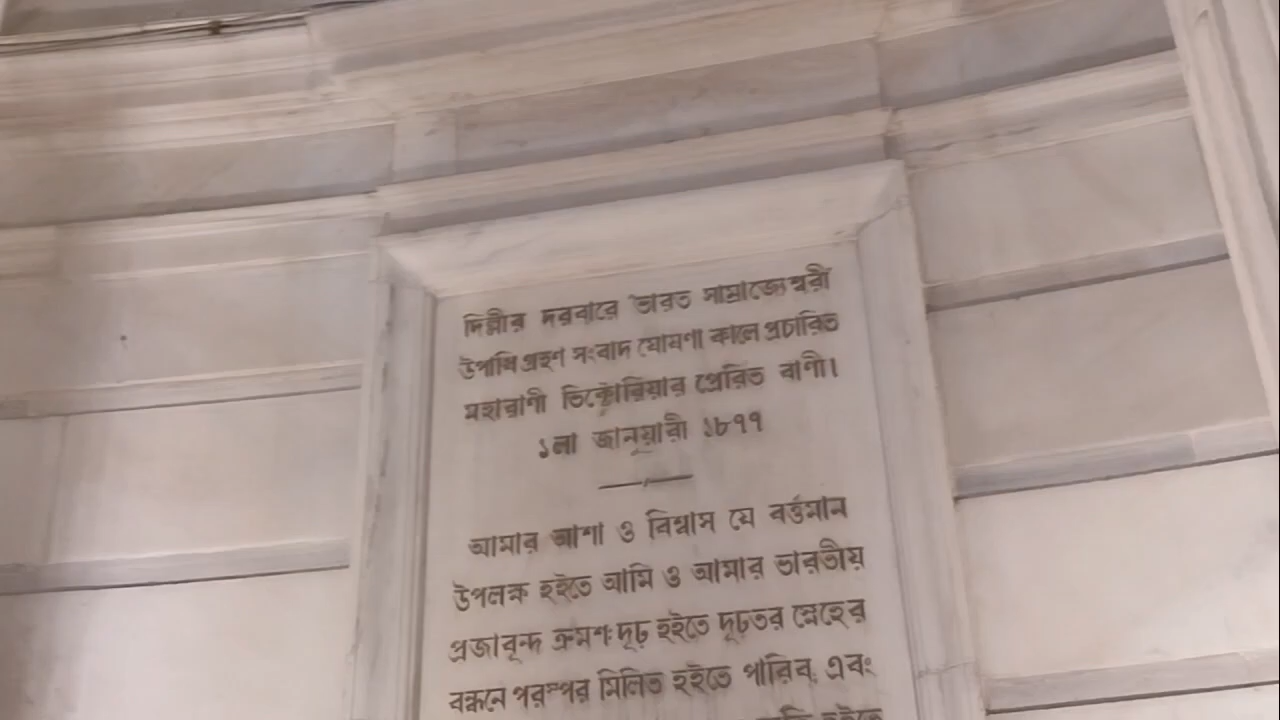 দিল্লীর দরবারে ভারত সাম্রাজ্যেশ্বরী
উপাধি গ্রহণ সংবাদ ঘোষণা কালে প্রচারিত
মহারাণী ভিক্টোরিয়ার প্রেরিত বাণী।
১লা জানুয়ারী ১৮৭৭
আমার আশা ও বিশ্বাস যে বর্ত্তমান
উপলক্ষ হইতে আমি ও আমার ভারতীয়
প্রজাবৃন্দ ক্রমশঃ দৃঢ় হইতে দৃঢ়তর স্নেহের
বন্ধনে পরস্পর মিলিত হইতে পারিব, এবং
হইতে